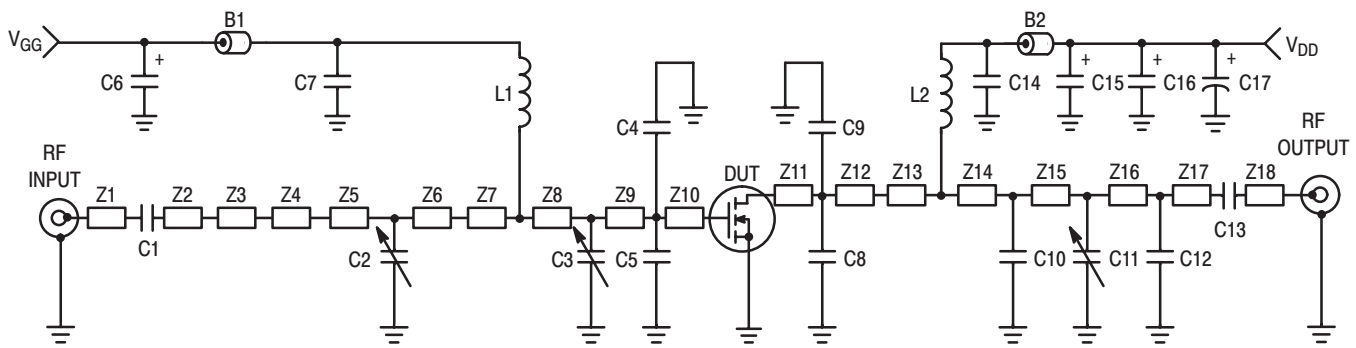 B1
B2
VGG
VDD
+
+
+
+
C6
C7
L1
C4
C9
L2
C14
C15
C16
C17
RF
INPUT
RF
OUTPUT
DUT
Z1
Z2
Z3
Z4
Z5
Z6
Z7
Z8
Z9
Z10
Z11
Z12
Z13
Z14
Z15
Z16
Z17
Z18
C1
C2
C3
C5
C8
C10
C11
C12
C13